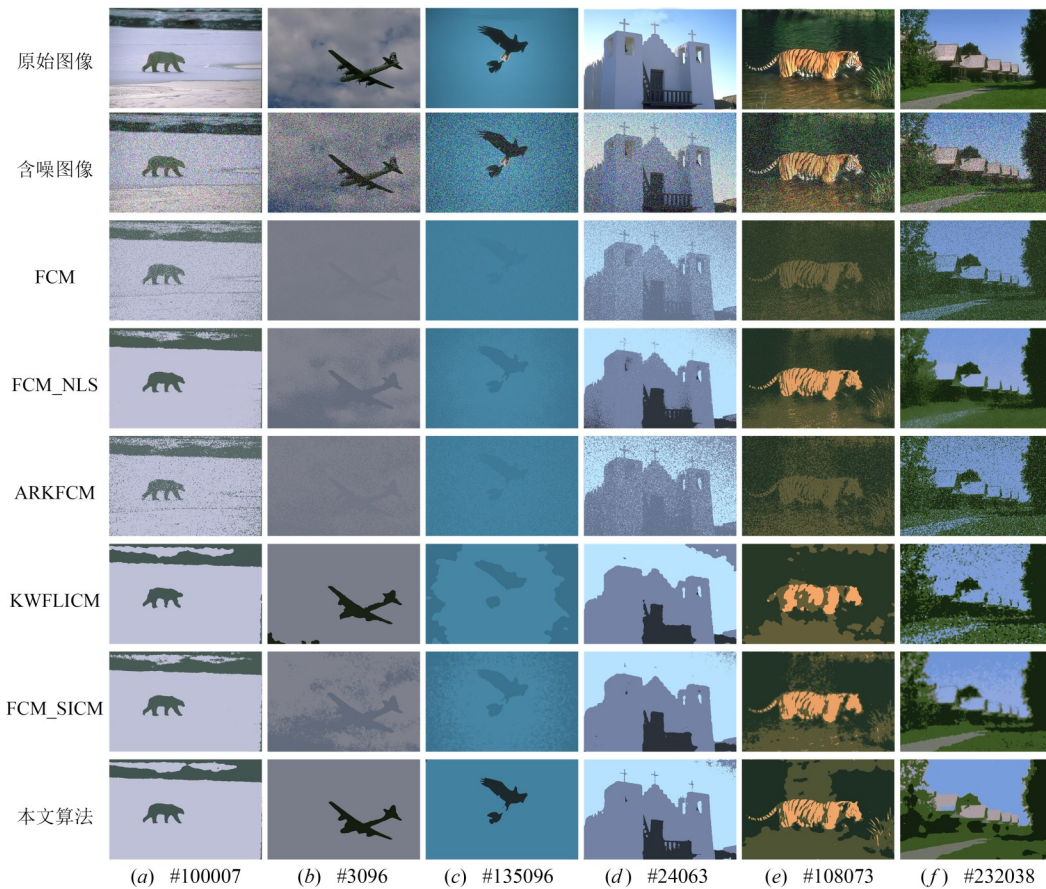 原始图像
含噪图像
FCM
FCM_NLS
ARKFCM
KWFLICM
FCM_SICM
本文算法
(a) #100007 (b) #3096 (c) #135096 (d) #24063 (e) #108073 (f) #232038